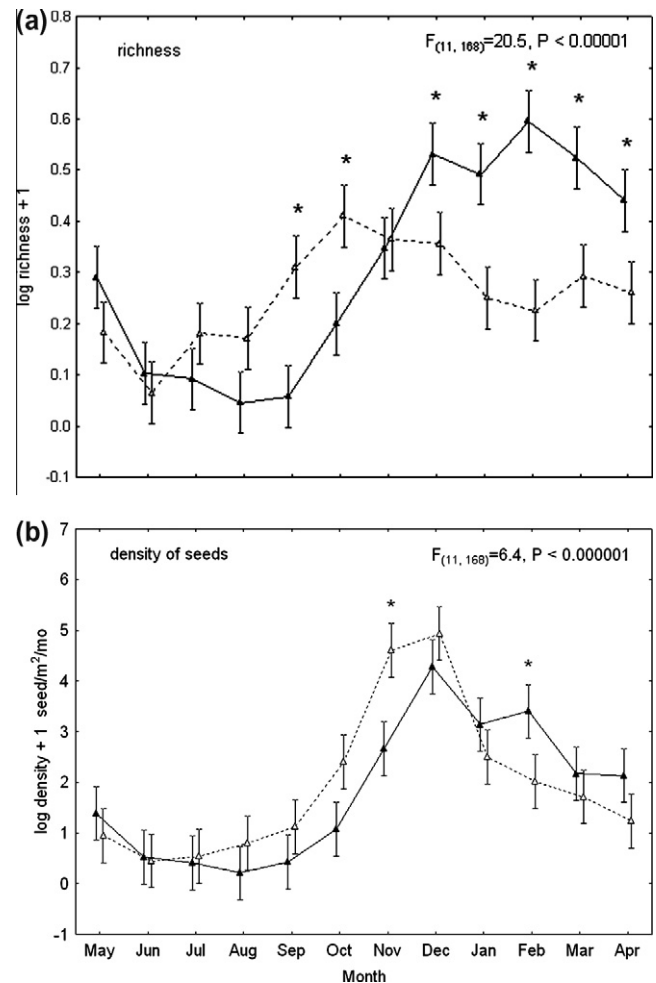 (a)
richness
F(11, 168)=20.5, P < 0.00001
log richness + 1
0.8
0.7
0.6
0.5
0.4
0.3
0.2
0.1
0.0
-0.1
* * * * * * *
(b)
density of seeds
F(11, 168)=6.4, P < 0.000001
log density + 1 seed/m²/mo
7
6
5
4
3
2
1
0
-1
* *
May Jun Jul Aug Sep Oct Nov Dec Jan Feb Mar Apr
Month